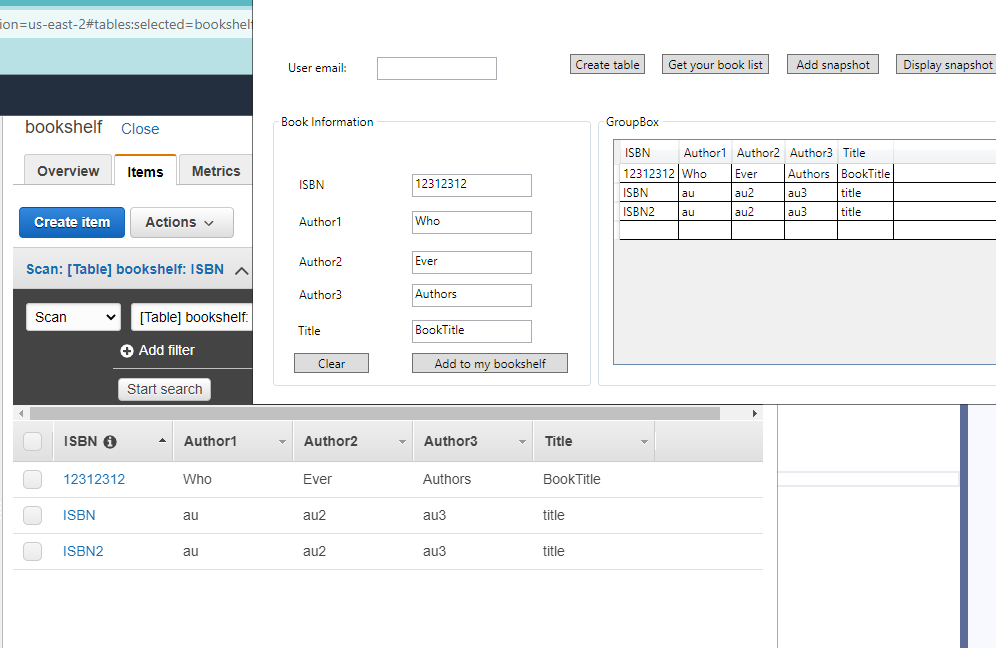 ion=us-east-2#tables:selected=bookshelf
bookshelf Close
Overview Items Metrics
Create item Actions
Scan: [Table] bookshelf: ISBN
Scan [Table] bookshelf:
Add filter
Start search
User email:
Create table Get your book list Add snapshot Display snapshot
Book Information
ISBN 12312312
Author1 Who
Author2 Ever
Author3 Authors
Title BookTitle
Clear Add to my bookshelf
GroupBox
ISBN Author1 Author2 Author3 Title
12312312 Who Ever Authors BookTitle
ISBN au au2 au3 title
ISBN2 au au2 au3 title
ISBN Author1 Author2 Author3 Title
12312312 Who Ever Authors BookTitle
ISBN au au2 au3 title
ISBN2 au au2 au3 title